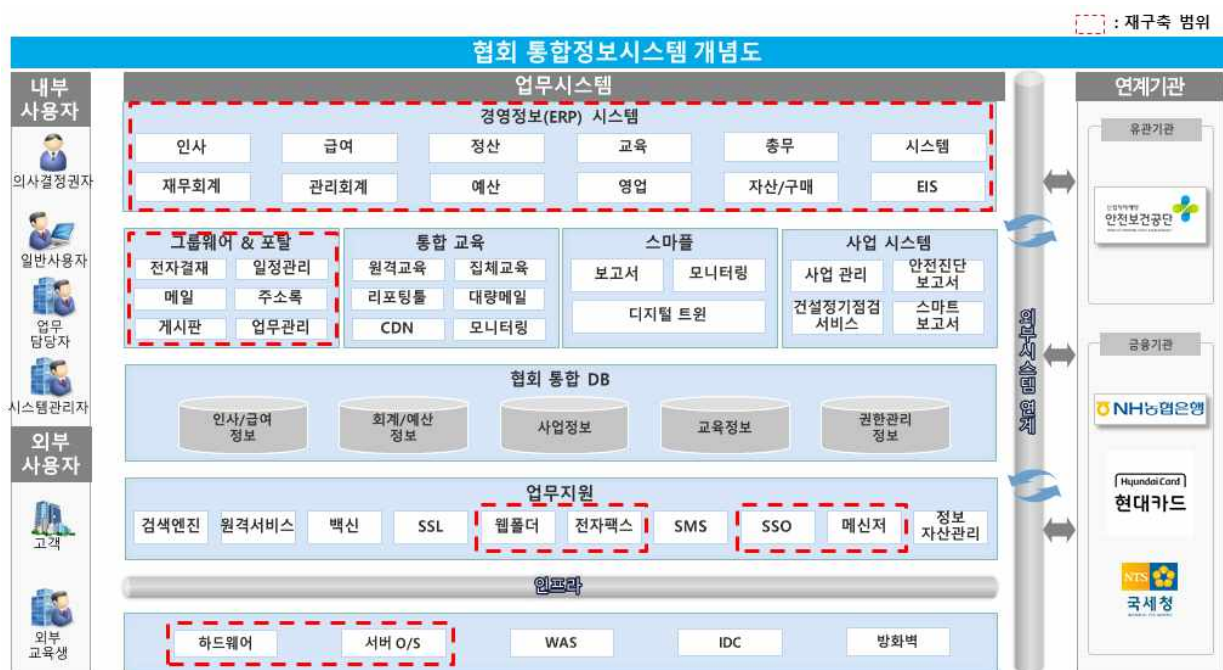 : 재구축 범위
협회 통합정보시스템 개념도
내부
사용자
의사결정권자
일반사용자
업무
담당자
시스템관리자
외부
사용자
고객
외부
교육생
업무시스템
경영정보(ERP) 시스템
인사 급여 정산 교육 총무 시스템
재무회계 관리회계 예산 영업 자산/구매 EIS
그룹웨어 & 포탈
전자결재 일정관리
메일 주소록
게시판 업무관리
통합 교육
원격교육 집체교육
리포팅툴 대량메일
CDN 모니터링
스마플
보고서 모니터링
디지털 트윈
사업 시스템
사업 관리
안전진단
보고서
건설정기점검
서비스
스마트
보고서
협회 통합 DB
인사/급여
정보
회계/예산
정보
사업정보
교육정보
권한관리
정보
업무지원
검색엔진 원격서비스 백신 SSL 웹폴더 전자팩스 SMS SSO 메신저
정보
자산관리
인프라
하드웨어 서버 O/S WAS IDC 방화벽
외부시스템 연계
연계기관
유관기관
안전보건공단
금융기관
NH농협은행
HyundaiCard
현대카드
NTS
국세청